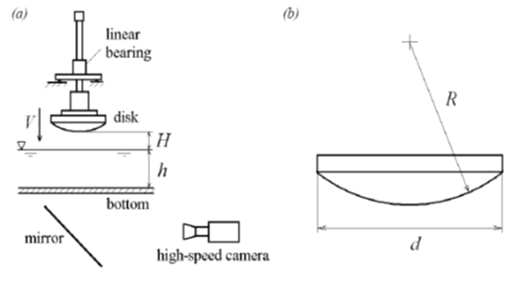 (a)
linear
bearing
disk
V
H
h
bottom
mirror
high-speed camera
(b)
R
d